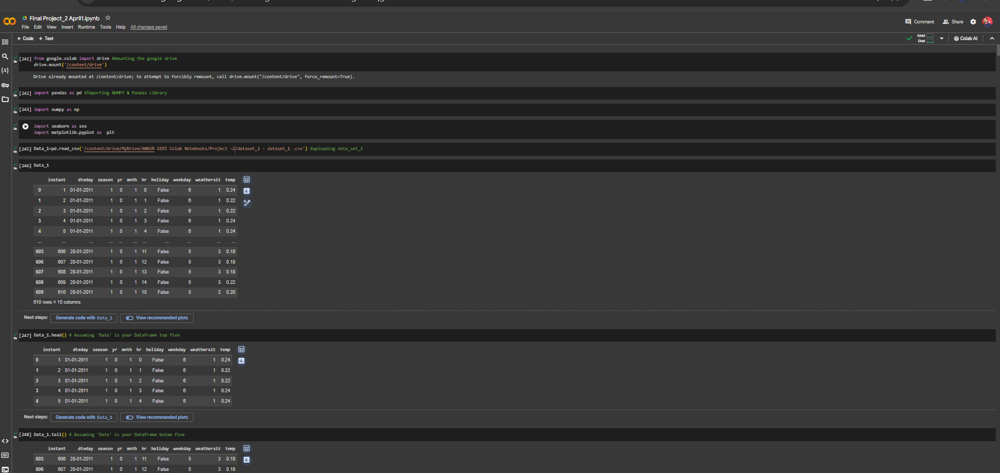 Final Project_2 April1.ipynb
File Edit View Insert Runtime Tools Help All changes saved
Comment Share
+ Code + Text
RAM
Disk
Colab AI
[241] from google.colab import drive #mounting the google drive
drive.mount('/content/drive')
Drive already mounted at /content/drive; to attempt to forcibly remount, call drive.mount("/content/drive", force_remount=True).
[242] import pandas as pd #Importing NUMPY & Pandas Library
[243] import numpy as np
import seaborn as sns
import matplotlib.pyplot as  plt
[245] Data_1=pd.read_csv('/content/drive/MyDrive/ANKUR GIRI Colab Notebooks/Project -2/dataset_1 - dataset_1 .csv') #uploading data_set_1
[246] Data_1
instant dteday season yr mnth hr holiday weekday weathersit temp
0 1 01-01-2011 1 0 1 0 False 6 1 0.24
1 2 01-01-2011 1 0 1 1 False 6 1 0.22
2 3 01-01-2011 1 0 1 2 False 6 1 0.22
3 4 01-01-2011 1 0 1 3 False 6 1 0.24
4 5 01-01-2011 1 0 1 4 False 6 1 0.24
... ... ... ... ... ... ... ... ... ... ...
605 606 28-01-2011 1 0 1 11 False 5 3 0.18
606 607 28-01-2011 1 0 1 12 False 5 3 0.18
607 608 28-01-2011 1 0 1 13 False 5 3 0.18
608 609 28-01-2011 1 0 1 14 False 5 3 0.22
609 610 28-01-2011 1 0 1 15 False 5 2 0.20
610 rows × 10 columns
Next steps: Generate code with Data_1 View recommended plots
[247] Data_1.head() # Assuming 'Data' is your DataFrame top five
instant dteday season yr mnth hr holiday weekday weathersit temp
0 1 01-01-2011 1 0 1 0 False 6 1 0.24
1 2 01-01-2011 1 0 1 1 False 6 1 0.22
2 3 01-01-2011 1 0 1 2 False 6 1 0.22
3 4 01-01-2011 1 0 1 3 False 6 1 0.24
4 5 01-01-2011 1 0 1 4 False 6 1 0.24
Next steps: Generate code with Data_1 View recommended plots
[248] Data_1.tail() # Assuming 'Data' is your DataFrame botam five
instant dteday season yr mnth hr holiday weekday weathersit temp
605 606 28-01-2011 1 0 1 11 False 5 3 0.18
606 607 28-01-2011 1 0 1 12 False 5 3 0.18